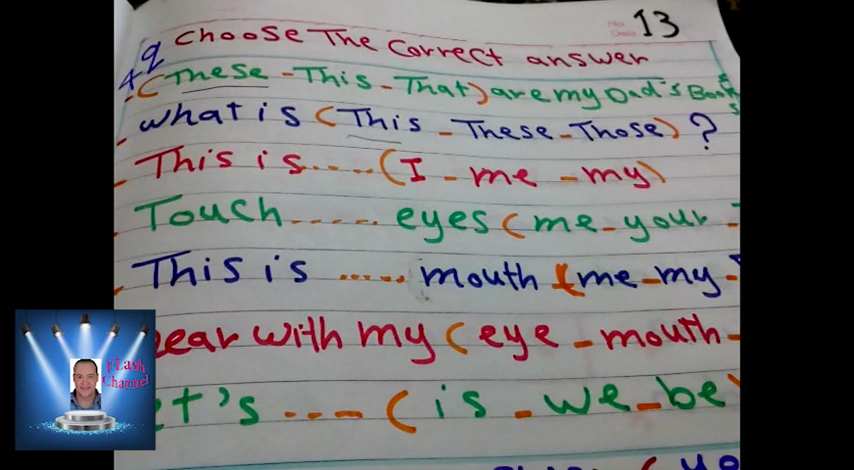 13
q choose The correct answer
(These - This - That) are my Dad's Books
what is (This - These - Those) ?
This is .... (I - me - my)
Touch ..... eyes (me - your -
This is ..... mouth (me - my -
ear with my (eye - mouth -
et's .... (is - we - be)
FLash
Channel